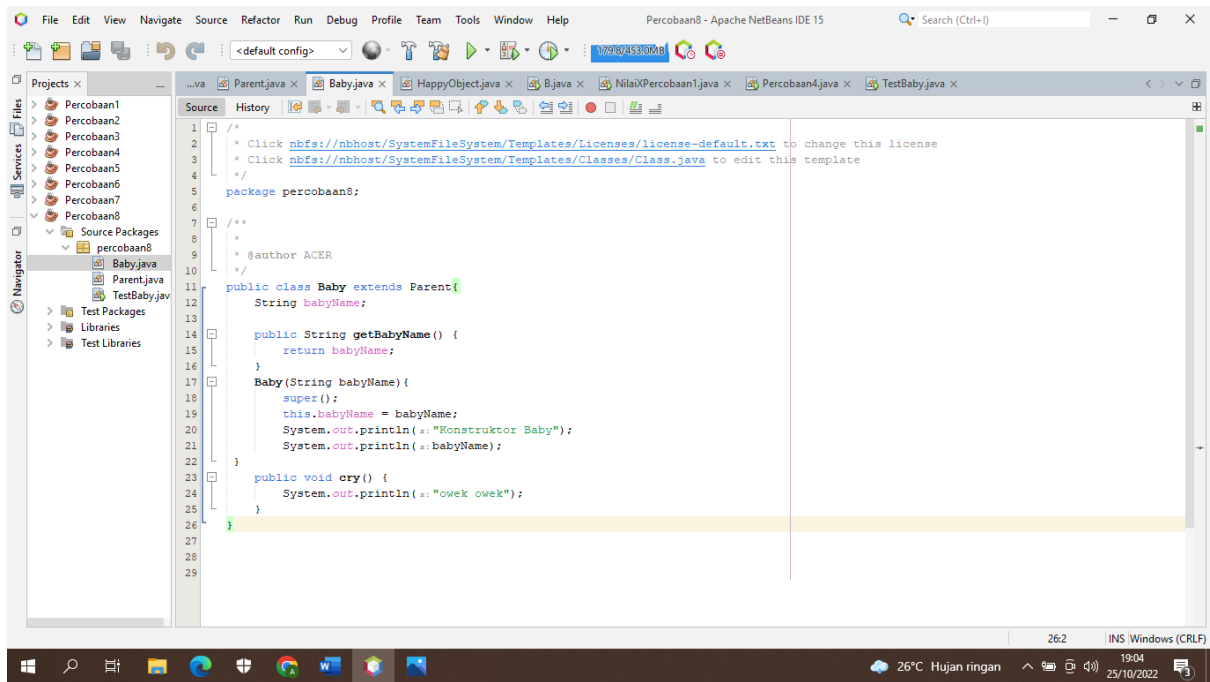 File Edit View Navigate Source Refactor Run Debug Profile Team Tools Window Help Percobaan8 - Apache NetBeans IDE 15 Search (Ctrl+I)
<default config> 179.8/453.0MB
Projects × ...va Parent.java × Baby.java × HappyObject.java × B.java × NilaiXPercobaan1.java × Percobaan4.java × TestBaby.java ×
Source History
Files
Services
Navigator
Percobaan1
Percobaan2
Percobaan3
Percobaan4
Percobaan5
Percobaan6
Percobaan7
Percobaan8
Source Packages
percobaan8
Baby.java
Parent.java
TestBaby.jav
Test Packages
Libraries
Test Libraries
1 /*
2 * Click nbfs://nbhost/SystemFileSystem/Templates/Licenses/license-default.txt to change this license
3 * Click nbfs://nbhost/SystemFileSystem/Templates/Classes/Class.java to edit this template
4 */
5 package percobaan8;
6
7 /**
8 *
9 * @author ACER
10 */
11 public class Baby extends Parent{
12 String babyName;
13
14 public String getBabyName() {
15 return babyName;
16 }
17 Baby(String babyName){
18 super();
19 this.babyName = babyName;
20 System.out.println( x: "Konstruktor Baby");
21 System.out.println( x: babyName);
22 }
23 public void cry() {
24 System.out.println( x: "owek owek");
25 }
26 }
27
28
29
26:2 INS Windows (CRLF)
26°C Hujan ringan 19:04
25/10/2022 3